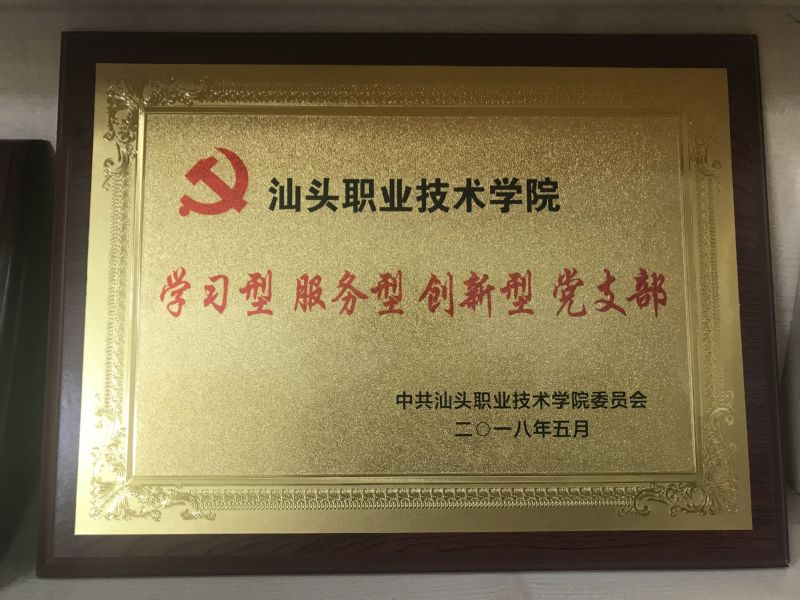 汕头职业技术学院
学习型 服务型 创新型 党支部
中共汕头职业技术学院委员会
二〇一八年五月